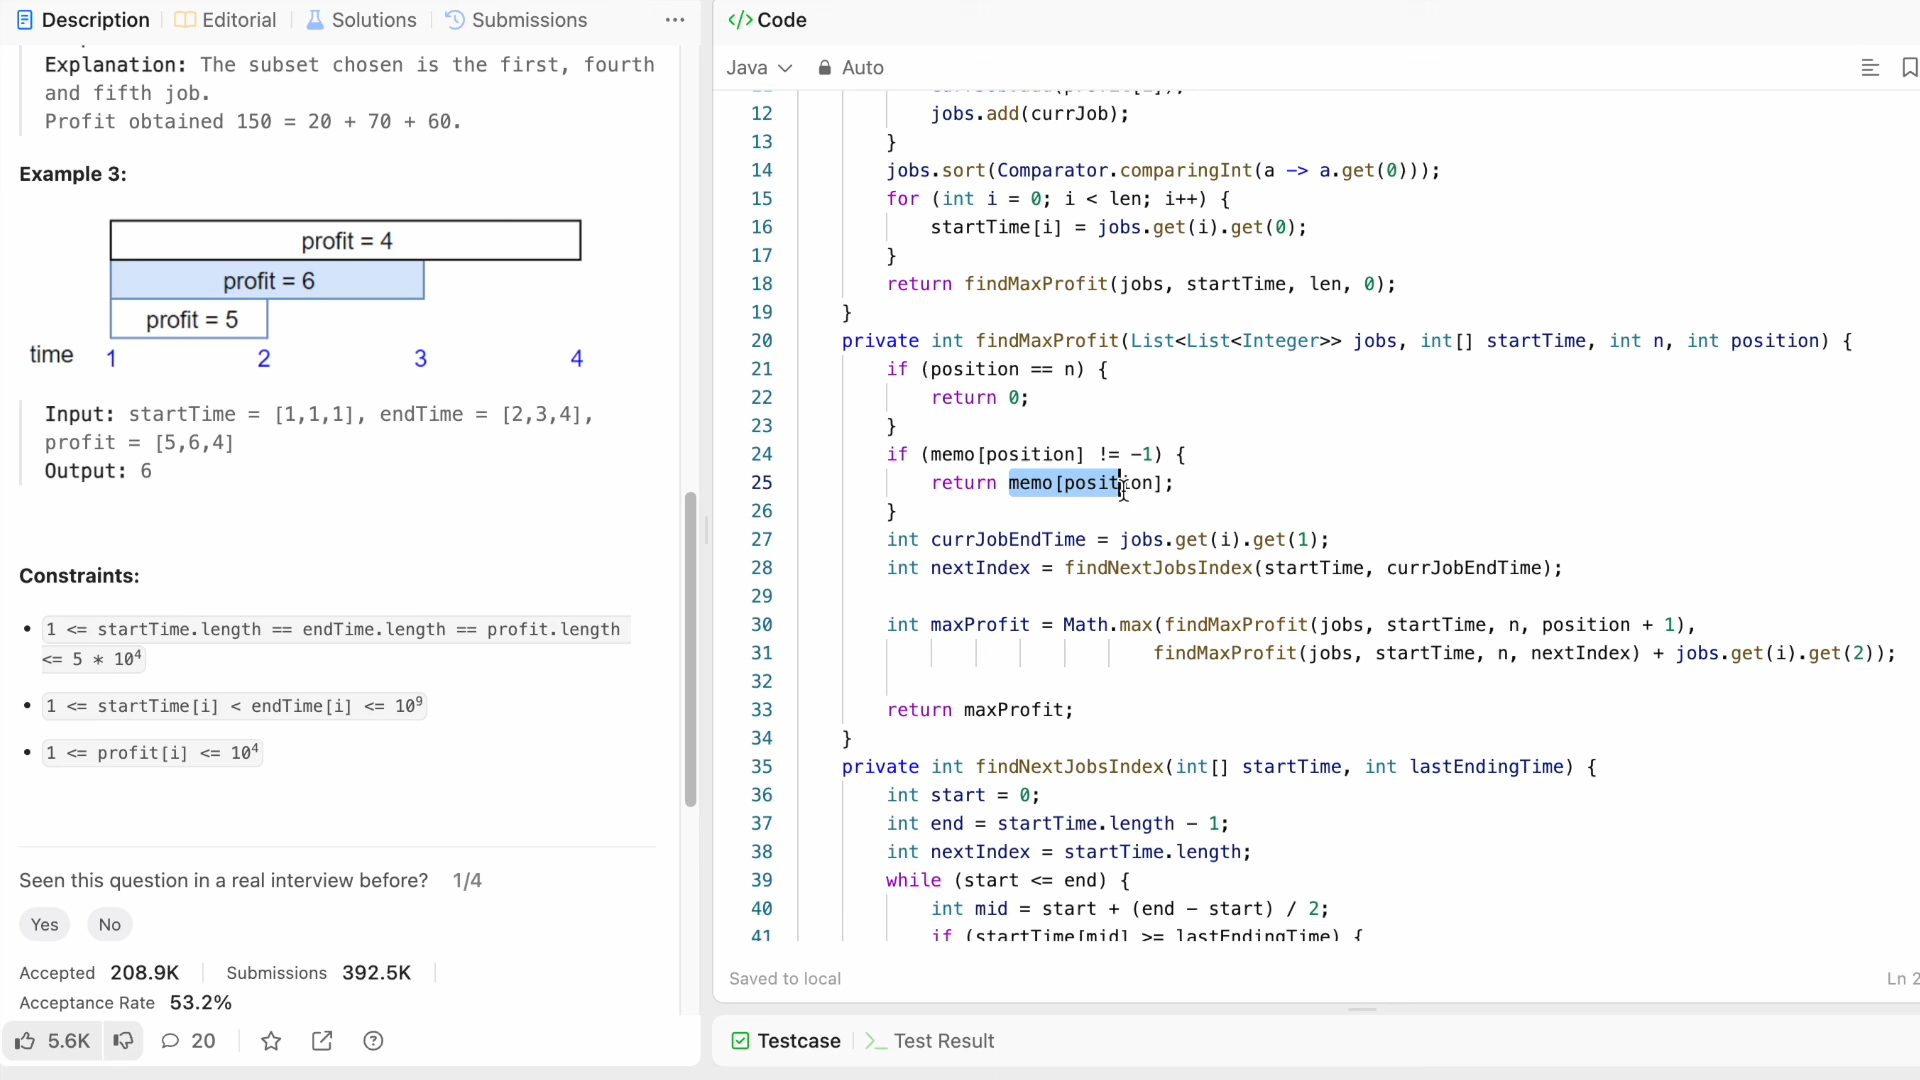 Description
Editorial
Solutions
Submissions
Explanation: The subset chosen is the first, fourth
and fifth job.
Profit obtained 150 = 20 + 70 + 60.
Example 3:
profit = 4
profit = 6
profit = 5
time 1 2 3 4
Input: startTime = [1,1,1], endTime = [2,3,4],
profit = [5,6,4]
Output: 6
Constraints:
• 1 <= startTime.length == endTime.length == profit.length
<= 5 * 10⁴
• 1 <= startTime[i] < endTime[i] <= 10⁹
• 1 <= profit[i] <= 10⁴
Seen this question in a real interview before? 1/4
Yes No
Accepted 208.9K Submissions 392.5K
Acceptance Rate 53.2%
5.6K 20
</> Code
Java Auto
12 jobs.add(currJob);
13 }
14 jobs.sort(Comparator.comparingInt(a -> a.get(0)));
15 for (int i = 0; i < len; i++) {
16 startTime[i] = jobs.get(i).get(0);
17 }
18 return findMaxProfit(jobs, startTime, len, 0);
19 }
20 private int findMaxProfit(List<List<Integer>> jobs, int[] startTime, int n, int position) {
21 if (position == n) {
22 return 0;
23 }
24 if (memo[position] != -1) {
25 return memo[position];
26 }
27 int currJobEndTime = jobs.get(i).get(1);
28 int nextIndex = findNextJobsIndex(startTime, currJobEndTime);
29
30 int maxProfit = Math.max(findMaxProfit(jobs, startTime, n, position + 1),
31 findMaxProfit(jobs, startTime, n, nextIndex) + jobs.get(i).get(2));
32
33 return maxProfit;
34 }
35 private int findNextJobsIndex(int[] startTime, int lastEndingTime) {
36 int start = 0;
37 int end = startTime.length - 1;
38 int nextIndex = startTime.length;
39 while (start <= end) {
40 int mid = start + (end - start) / 2;
41 if (startTime[mid] >= lastEndingTime) {
Saved to local
Ln 2
Testcase
Test Result